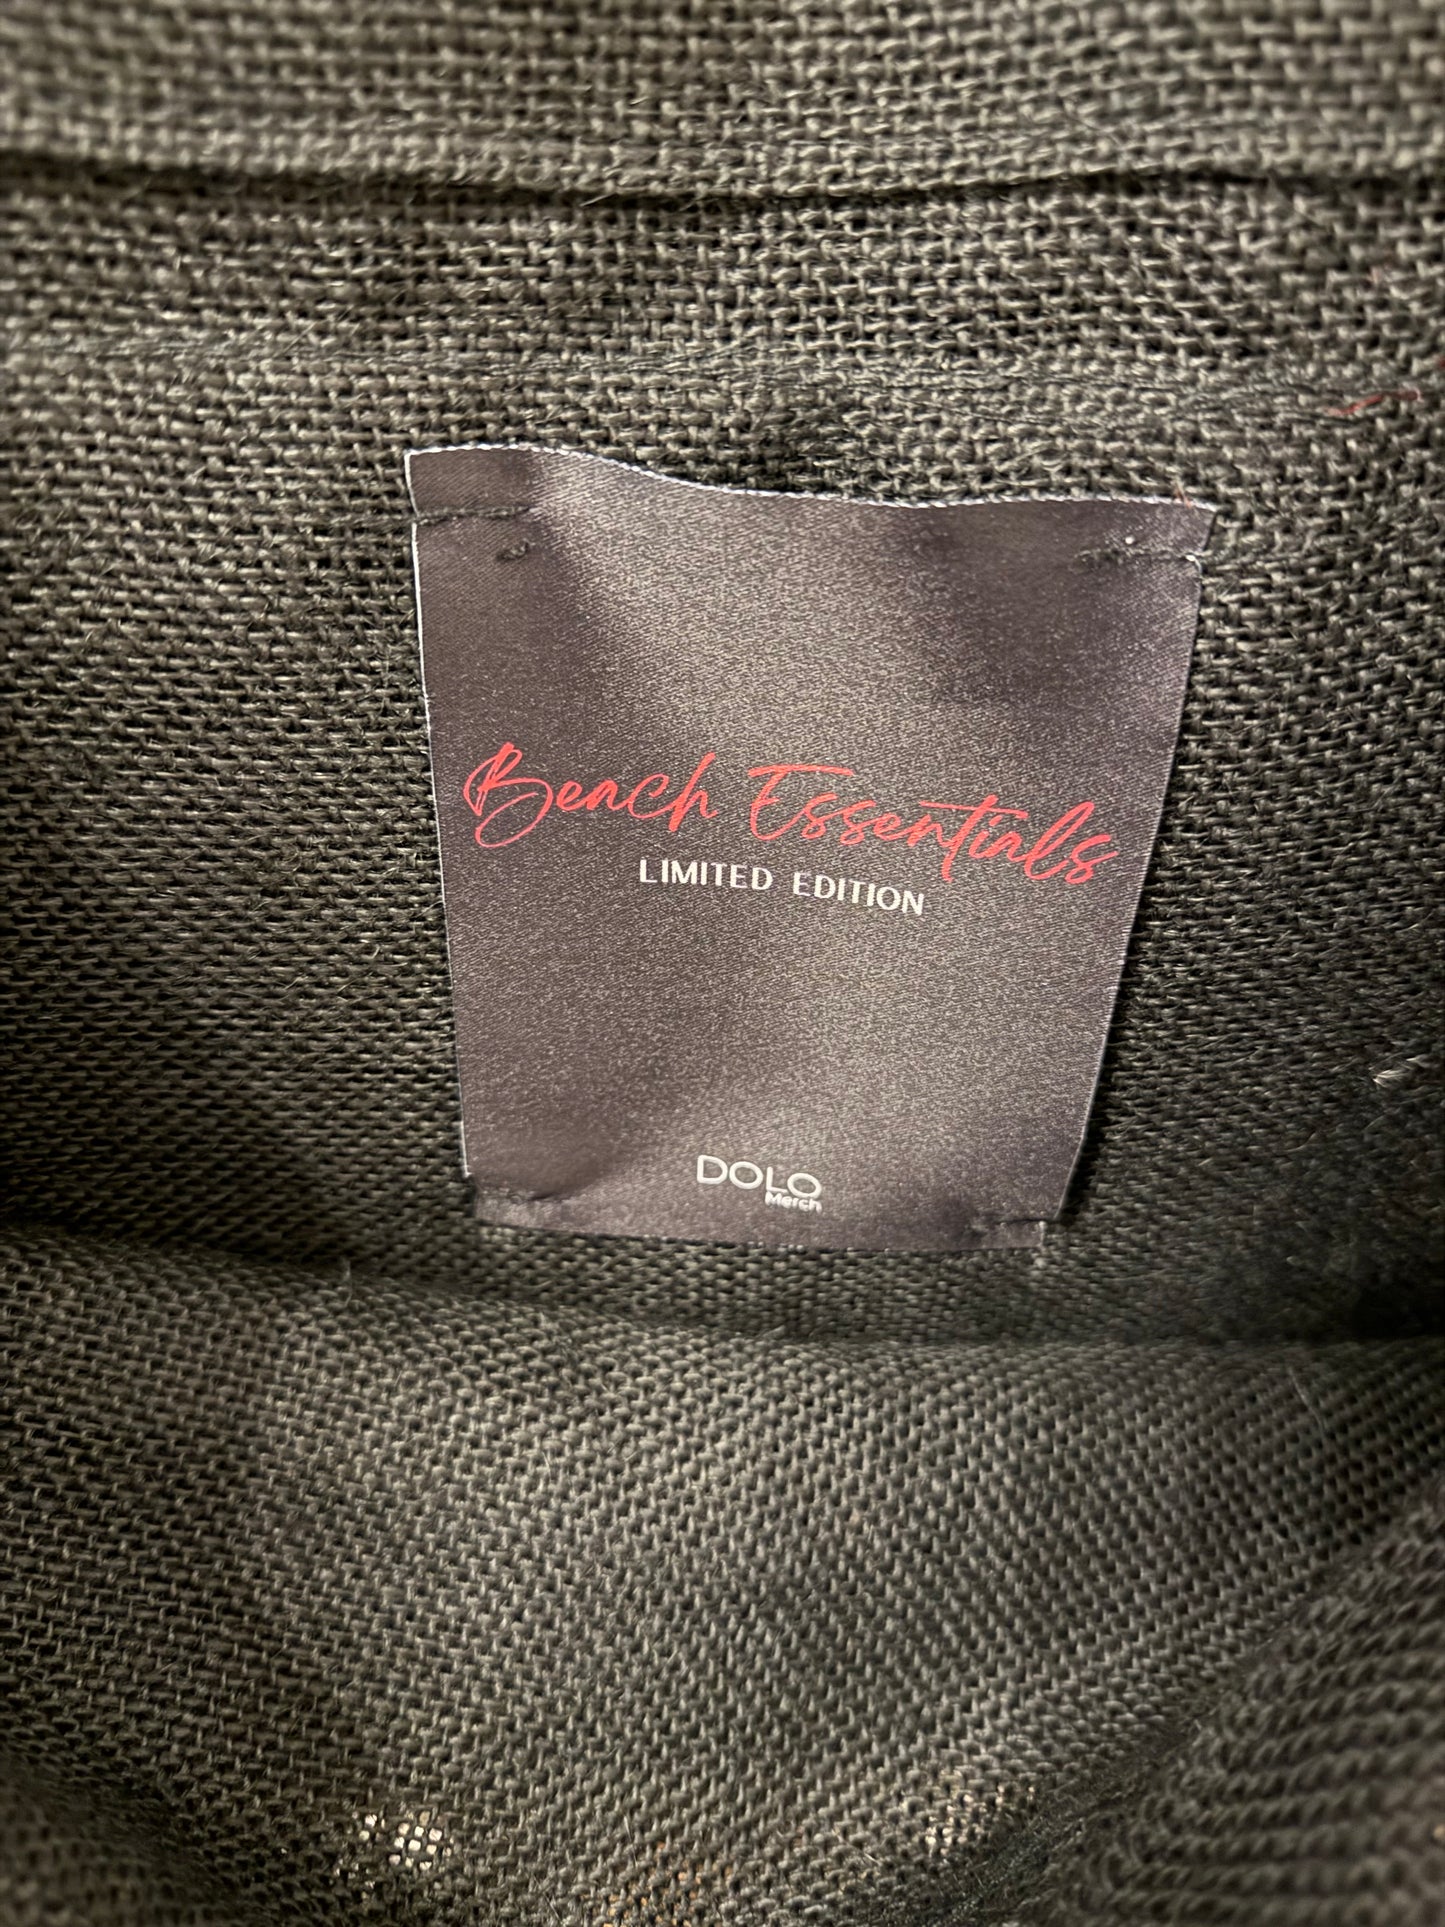 Beach Essentials
LIMITED EDITION
DOLO
Merch